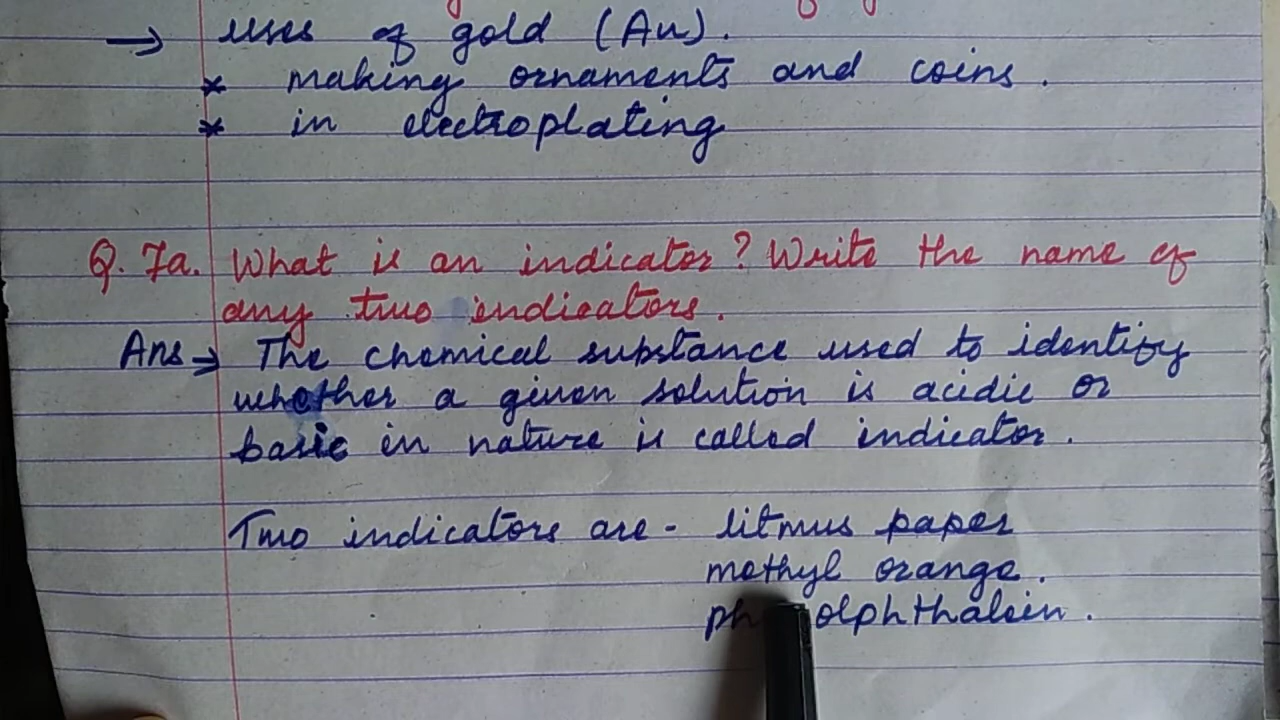 → uses of gold (Au).
* making ornaments and coins.
* in electroplating
Q. 7a. What is an indicator? Write the name of
any two indicators.
Ans → The chemical substance used to identify
whether a given solution is acidic or
basic in nature is called indicator.
Two indicators are - litmus paper
methyl orange.